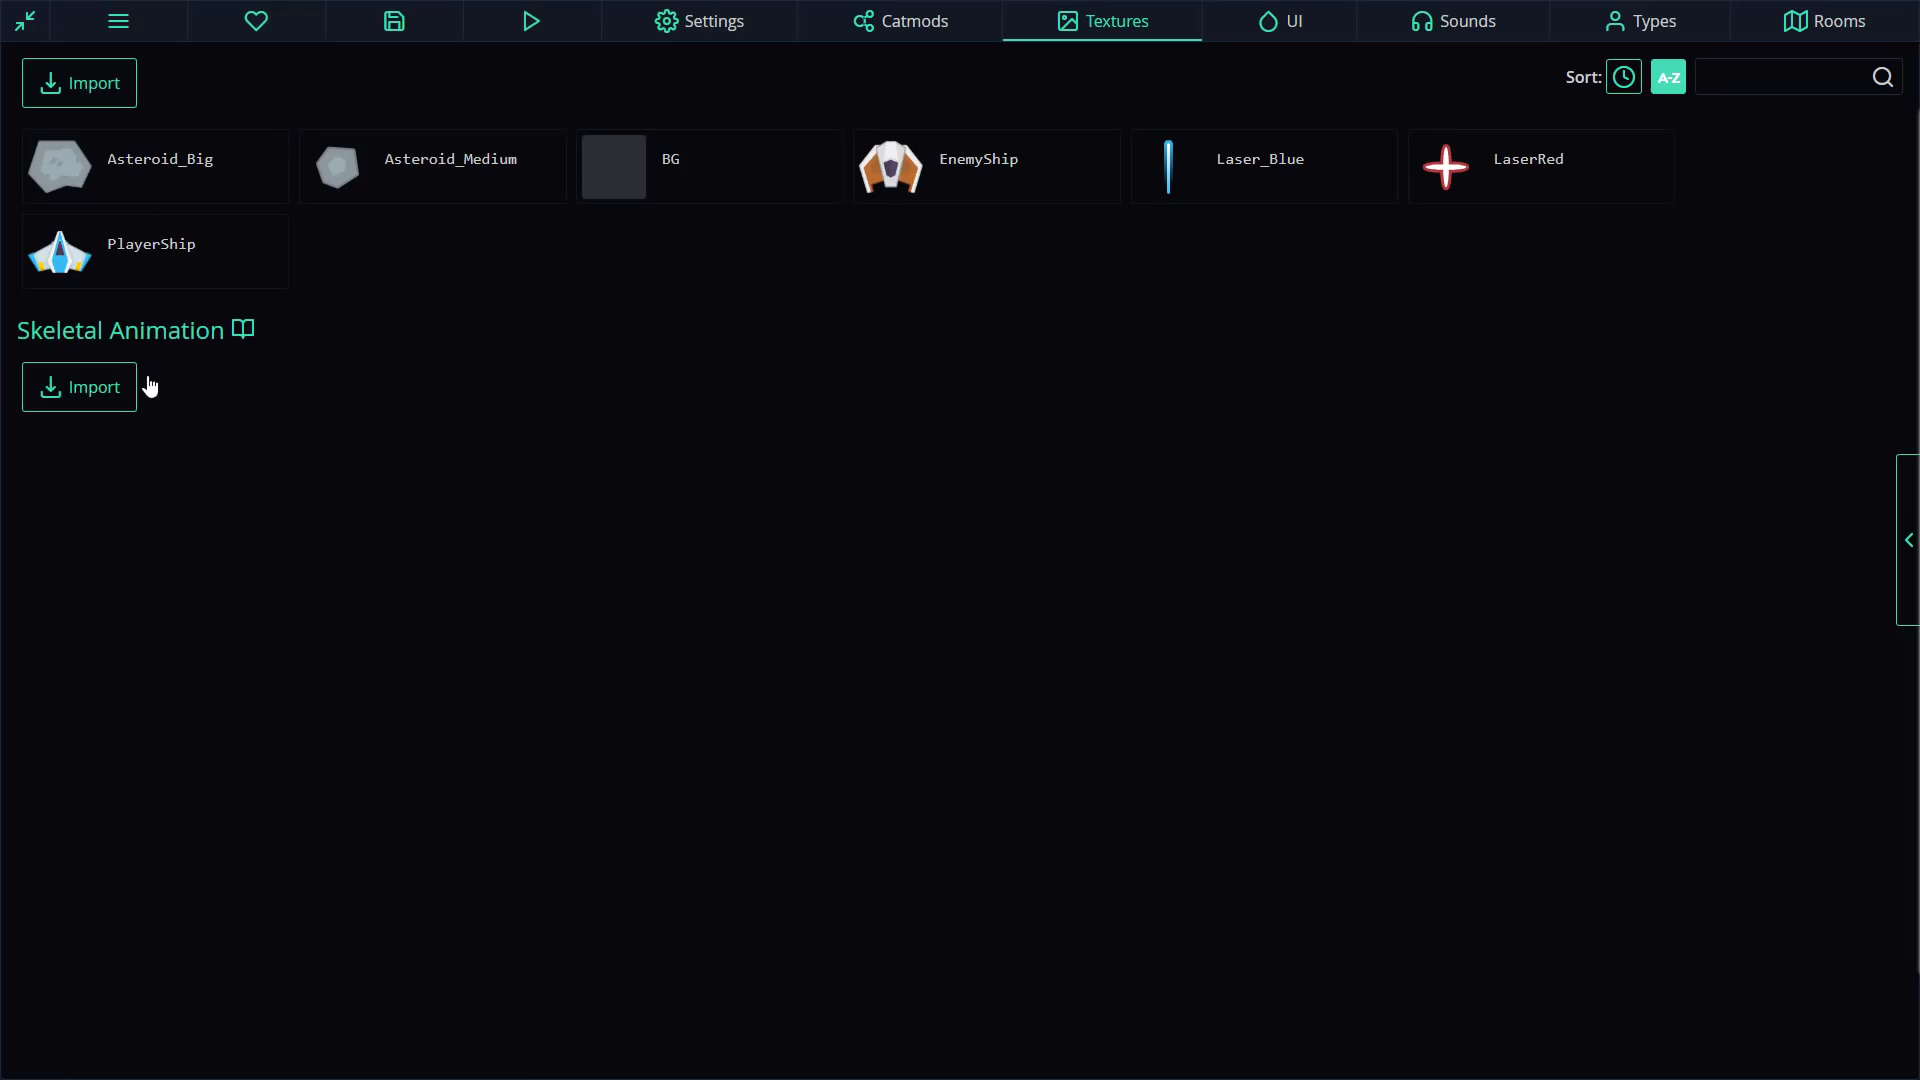 Settings
Catmods
Textures
UI
Sounds
Types
Rooms
Import
Sort:
A-Z
Asteroid_Big
Asteroid_Medium
BG
EnemyShip
Laser_Blue
LaserRed
PlayerShip
Skeletal Animation
Import